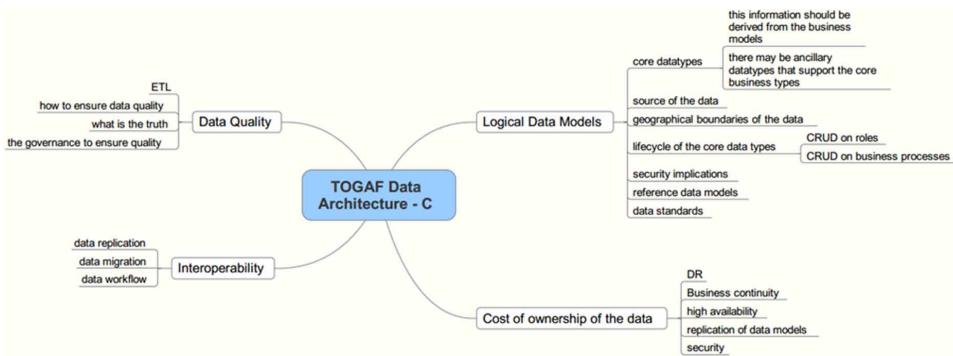 TOGAF Data
Architecture - C
Data Quality
ETL
how to ensure data quality
what is the truth
the governance to ensure quality
Interoperability
data replication
data migration
data workflow
Logical Data Models
core datatypes
this information should be
derived from the business
models
there may be ancillary
datatypes that support the core
business types
source of the data
geographical boundaries of the data
lifecycle of the core data types
CRUD on roles
CRUD on business processes
security implications
reference data models
data standards
Cost of ownership of the data
DR
Business continuity
high availability
replication of data models
security